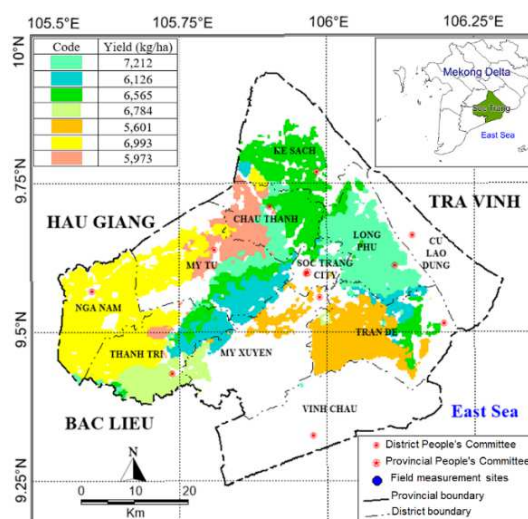 105.5°E 105.75°E 106°E 106.25°E
10°N
9.75°N
9.5°N
9.25°N
Code Yield (kg/ha)
7,212
6,126
6,565
6,784
5,601
6,993
5,973
Mekong Delta
Soc Trang
East Sea
KE SACH
HAU GIANG
TRA VINH
CHAU THANH
LONG
PHU
CU
LAO
DUNG
MY TU
SOC TRANG
CITY
NGA NAM
TRAN DE
THANH TRI
MY XUYEN
BAC LIEU
VINH CHAU
East Sea
N
0 10 20
Km
District People's Committee
Provincial People's Committee
Field measurement sites
Provincial boundary
District boundary